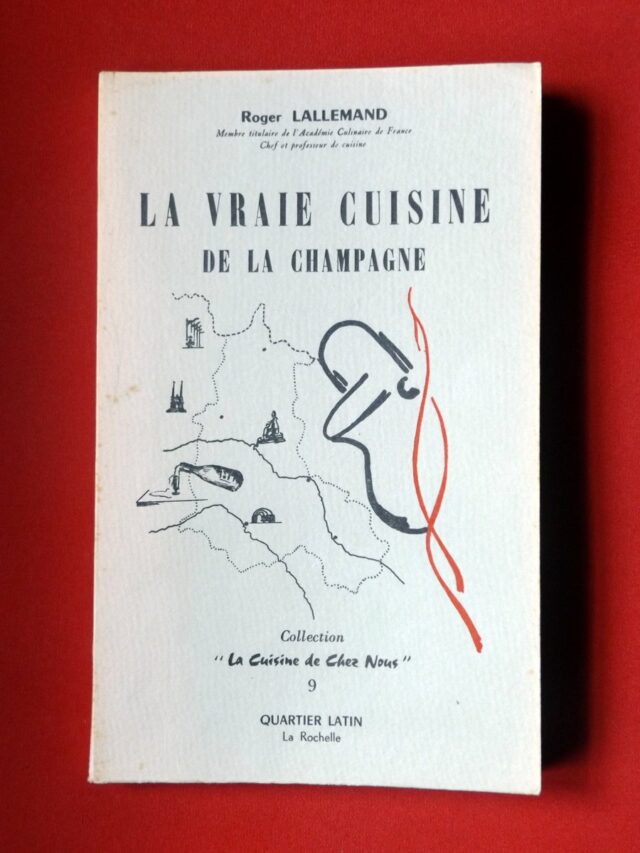 Roger LALLEMAND
Membre titulaire de l'Académie Culinaire de France
Chef et professeur de cuisine
LA VRAIE CUISINE
DE LA CHAMPAGNE
Collection
"La Cuisine de Chez Nous"
9
QUARTIER LATIN
La Rochelle